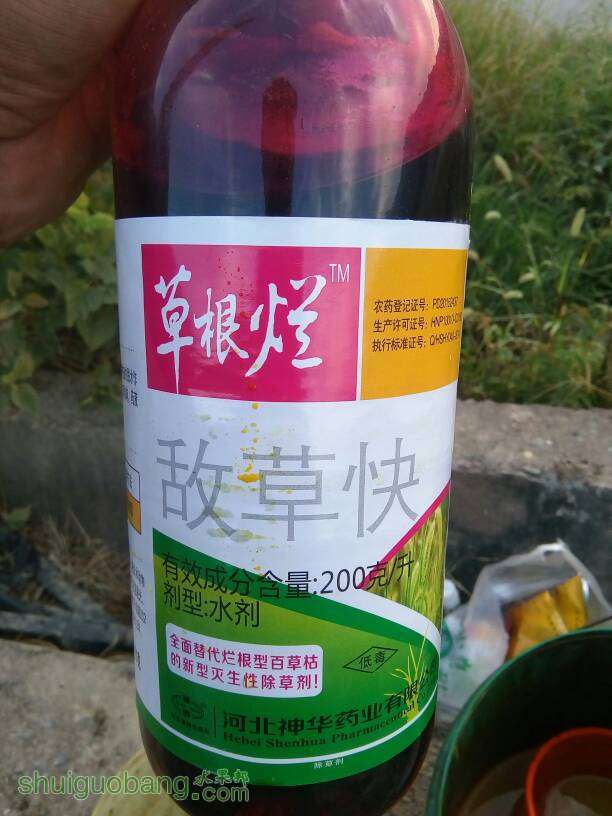 草根烂™
农药登记证号:
生产许可证号:
执行标准证号:
敌草快
有效成分含量:200克/升
剂型:水剂
全面替代烂根型百草枯
的新型灭生性除草剂!
低毒
河北神华药业有限公
Hebei Shenhua Pharmaceutical
除草剂
shuiguobang.com
水果邦